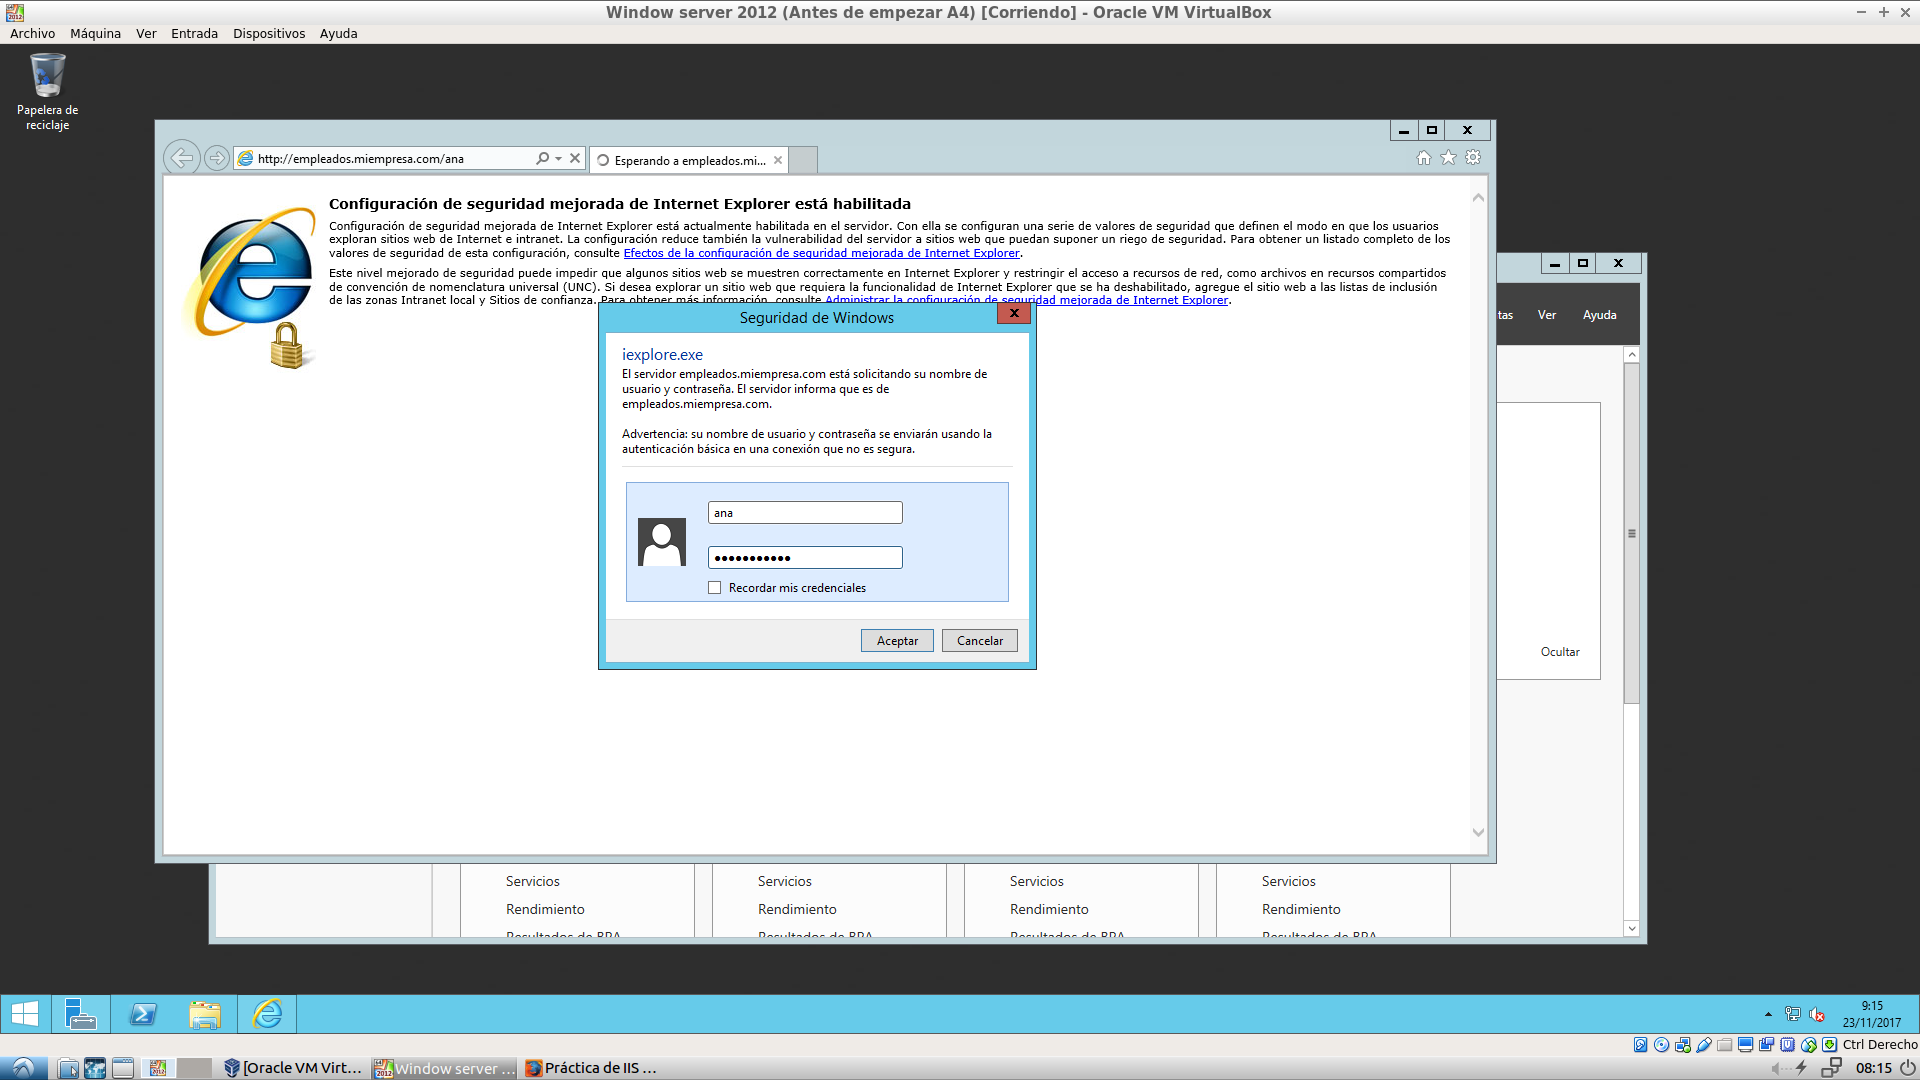 Window server 2012 (Antes de empezar A4) [Corriendo] - Oracle VM VirtualBox
Archivo Máquina Ver Entrada Dispositivos Ayuda
Papelera de
reciclaje
http://empleados.miempresa.com/ana
Esperando a empleados.mi...
Configuración de seguridad mejorada de Internet Explorer está habilitada
Configuración de seguridad mejorada de Internet Explorer está actualmente habilitada en el servidor. Con ella se configuran una serie de valores de seguridad que definen el modo en que los usuarios
exploran sitios web de Internet e intranet. La configuración reduce también la vulnerabilidad del servidor a sitios web que puedan suponer un riego de seguridad. Para obtener un listado completo de los
valores de seguridad de esta configuración, consulte Efectos de la configuración de seguridad mejorada de Internet Explorer.
Este nivel mejorado de seguridad puede impedir que algunos sitios web se muestren correctamente en Internet Explorer y restringir el acceso a recursos de red, como archivos en recursos compartidos
de convención de nomenclatura universal (UNC). Si desea explorar un sitio web que requiera la funcionalidad de Internet Explorer que se ha deshabilitado, agregue el sitio web a las listas de inclusión
de las zonas Intranet local y Sitios de confianza. Para obtener más información, consulte Administrar la configuración de seguridad mejorada de Internet Explorer.
tas Ver Ayuda
Seguridad de Windows
iexplore.exe
El servidor empleados.miempresa.com está solicitando su nombre de
usuario y contraseña. El servidor informa que es de
empleados.miempresa.com.
Advertencia: su nombre de usuario y contraseña se enviarán usando la
autenticación básica en una conexión que no es segura.
ana
●●●●●●●●●●●
Recordar mis credenciales
Aceptar Cancelar
Ocultar
Servicios Servicios Servicios Servicios
Rendimiento Rendimiento Rendimiento Rendimiento
Resultados de BPA Resultados de BPA Resultados de BPA Resultados de BPA
9:15
23/11/2017
Ctrl Derecho
[Oracle VM Virt... Window server ... Práctica de IIS ... 08:15